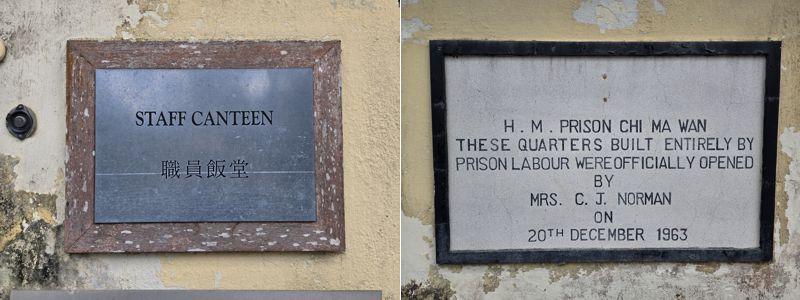 STAFF CANTEEN
職員飯堂
H. M. PRISON CHI MA WAN
THESE QUARTERS BUILT ENTIRELY BY
PRISON LABOUR WERE OFFICIALLY OPENED
BY
MRS. C. J. NORMAN
ON
20TH DECEMBER 1963